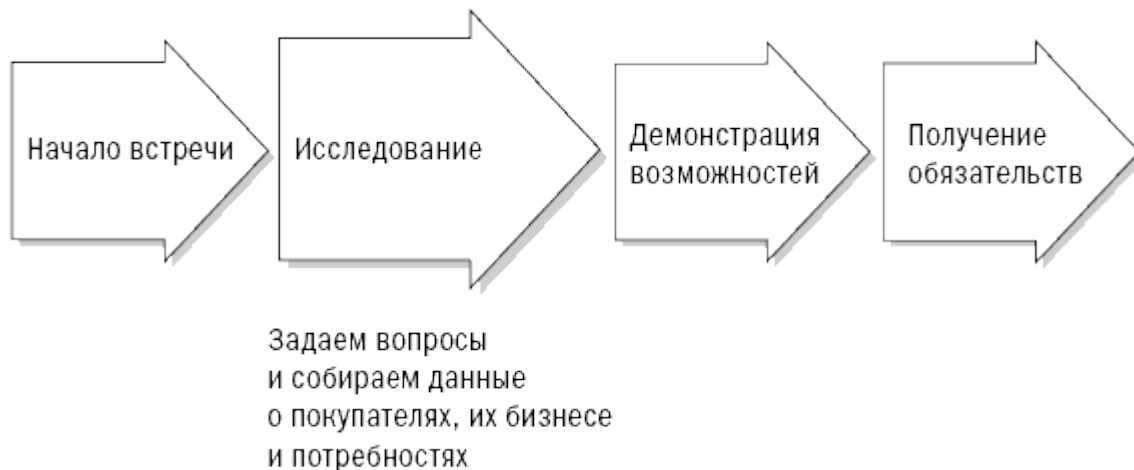 Начало встречи
Исследование
Демонстрация
возможностей
Получение
обязательств
Задаем вопросы
и собираем данные
о покупателях, их бизнесе
и потребностях